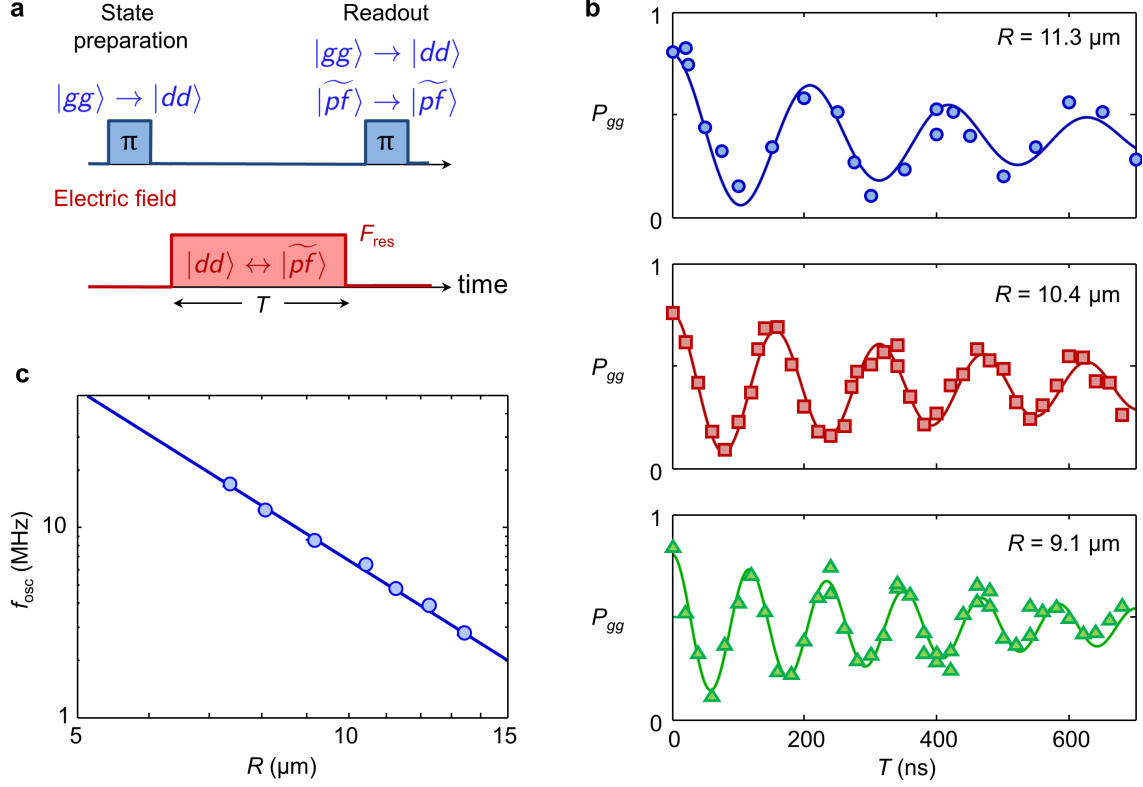 a
State
preparation
Readout
|gg⟩ → |dd⟩
|gg⟩ → |dd⟩
|p͠f⟩ → |p͠f⟩
π
π
Electric field
F_res
|dd⟩ ↔ |p͠f⟩
time
T
b
1
R = 11.3 µm
P_gg
0
1
R = 10.4 µm
P_gg
0
1
R = 9.1 µm
P_gg
0
0 200 400 600
T (ns)
c
10
f_osc (MHz)
1
5 10 15
R (µm)